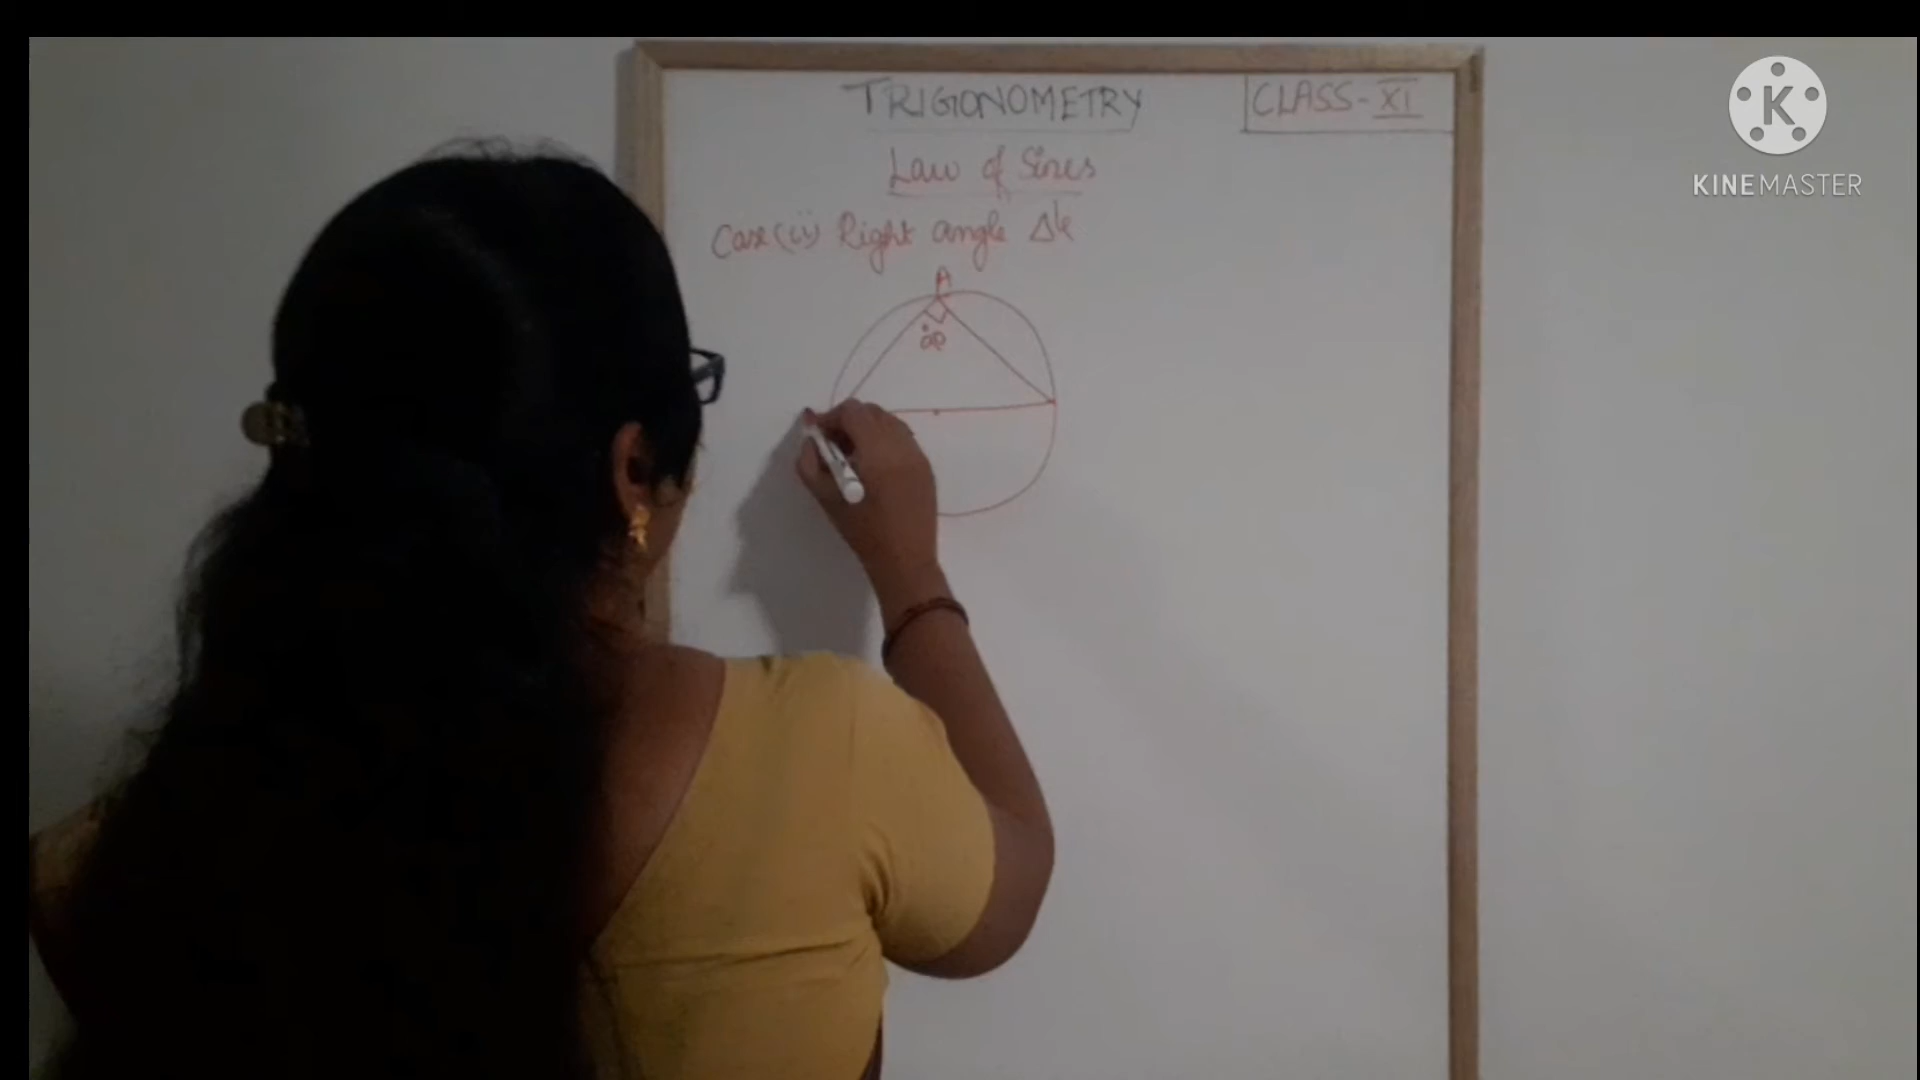 TRIGONOMETRY
CLASS-XI
Law of Sines
Case(ii) Right angle Δle
A
90
KINEMASTER